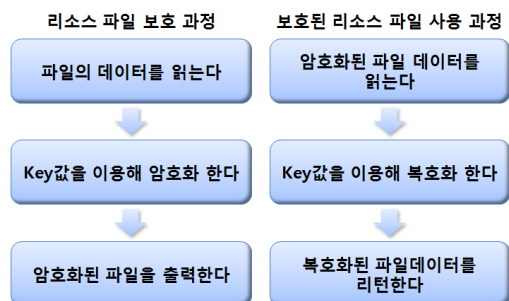 리소스 파일 보호 과정
파일의 데이터를 읽는다
Key값을 이용해 암호화 한다
암호화된 파일을 출력한다
보호된 리소스 파일 사용 과정
암호화된 파일 데이터를
읽는다
Key값을 이용해 복호화 한다
복호화된 파일데이터를
리턴한다